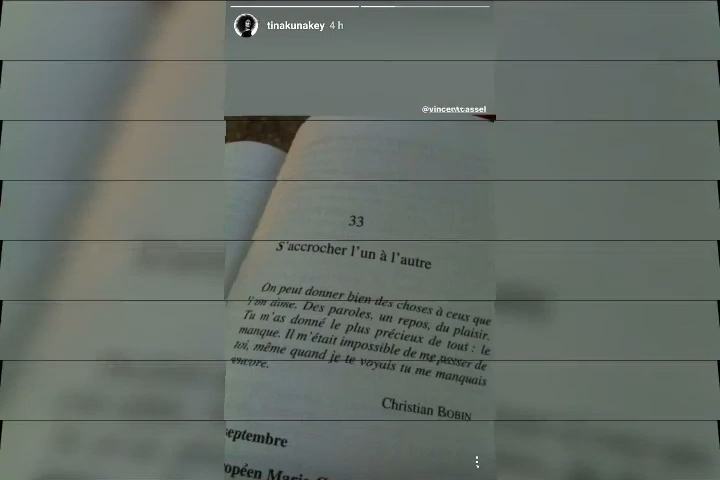 tinakunakey 4 h
@vincentcassel
33
S'accrocher l'un à l'autre
On peut donner bien des choses à ceux que
l'on aime. Des paroles, un repos, du plaisir.
Tu m'as donné le plus précieux de tout : le
manque. Il m'était impossible de me passer de
toi, même quand je te voyais tu me manquais
encore.
Christian BOBIN
septembre
opéen